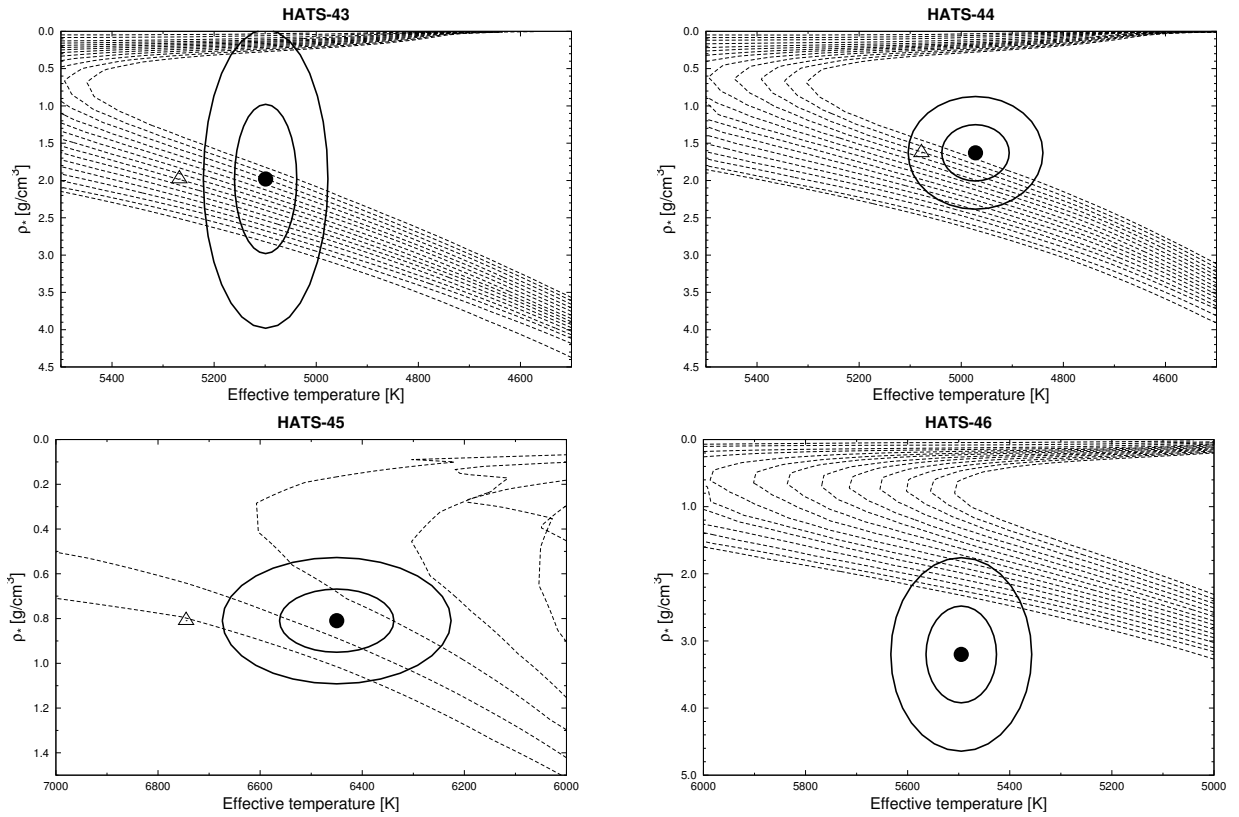 HATS-43
0.0
0.5
1.0
1.5
2.0
2.5
3.0
3.5
4.0
4.5
ρ* [g/cm3]
5400 5200 5000 4800 4600
Effective temperature [K]
HATS-44
0.0
0.5
1.0
1.5
2.0
2.5
3.0
3.5
4.0
4.5
ρ* [g/cm3]
5400 5200 5000 4800 4600
Effective temperature [K]
HATS-45
0.0
0.2
0.4
0.6
0.8
1.0
1.2
1.4
ρ* [g/cm3]
7000 6800 6600 6400 6200 6000
Effective temperature [K]
HATS-46
0.0
1.0
2.0
3.0
4.0
5.0
ρ* [g/cm3]
6000 5800 5600 5400 5200 5000
Effective temperature [K]